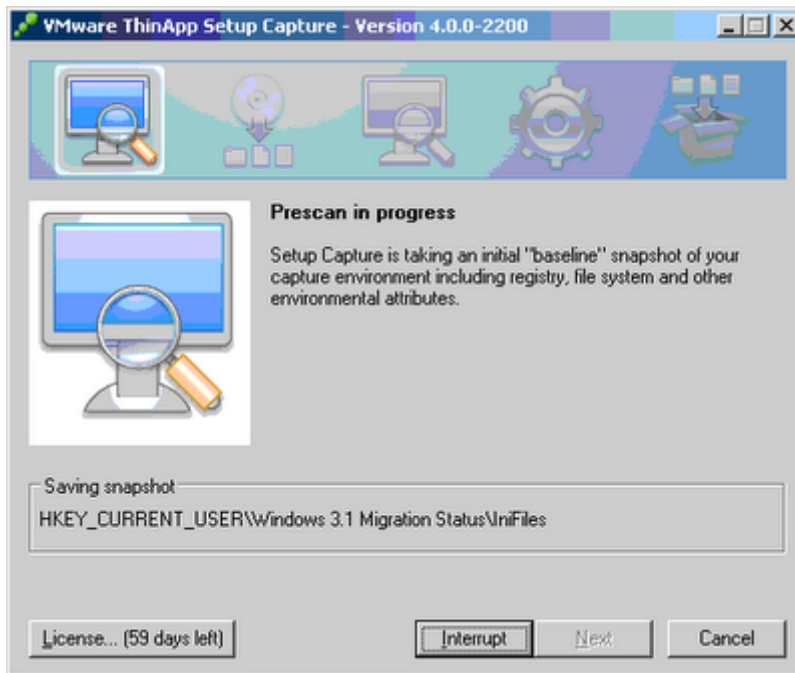 VMware ThinApp Setup Capture - Version 4.0.0-2200
Prescan in progress
Setup Capture is taking an initial "baseline" snapshot of your
capture environment including registry, file system and other
environmental attributes.
Saving snapshot
HKEY_CURRENT_USER\Windows 3.1 Migration Status\IniFiles
License... (59 days left)
Interrupt
Next
Cancel